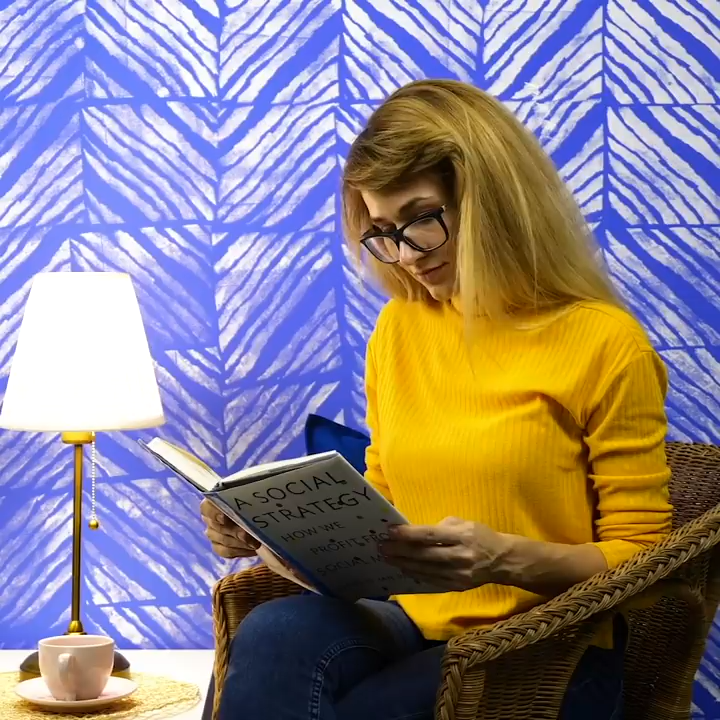 A SOCIAL
STRATEGY
HOW WE
PROFIT FRO
SOCIAL M